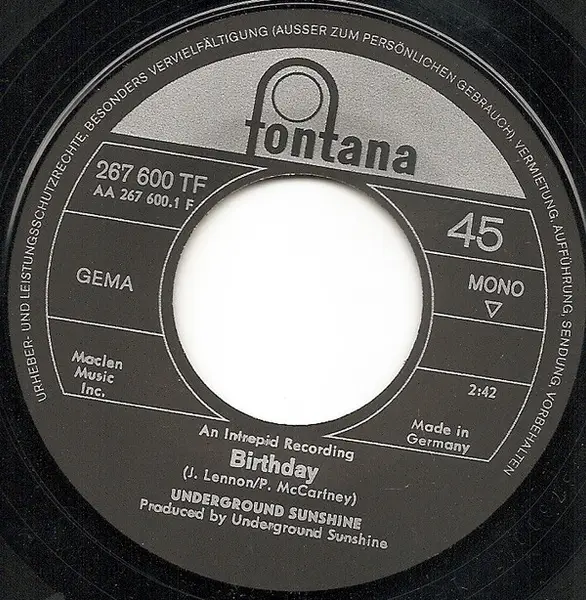 URHEBER- UND LEISTUNGSSCHUTZRECHTE, BESONDERS VERVIELFÄLTIGUNG (AUSSER ZUM PERSÖNLICHEN GEBRAUCH), VERMIETUNG, AUFFÜHRUNG, SENDUNG, VORBEHALTEN
fontana
267 600 TF
AA 267 600.1 F
45
GEMA
MONO
Maclen
Music
Inc.
2:42
Made in
Germany
An Intrepid Recording
Birthday
(J. Lennon/P. McCartney)
UNDERGROUND SUNSHINE
Produced by Underground Sunshine